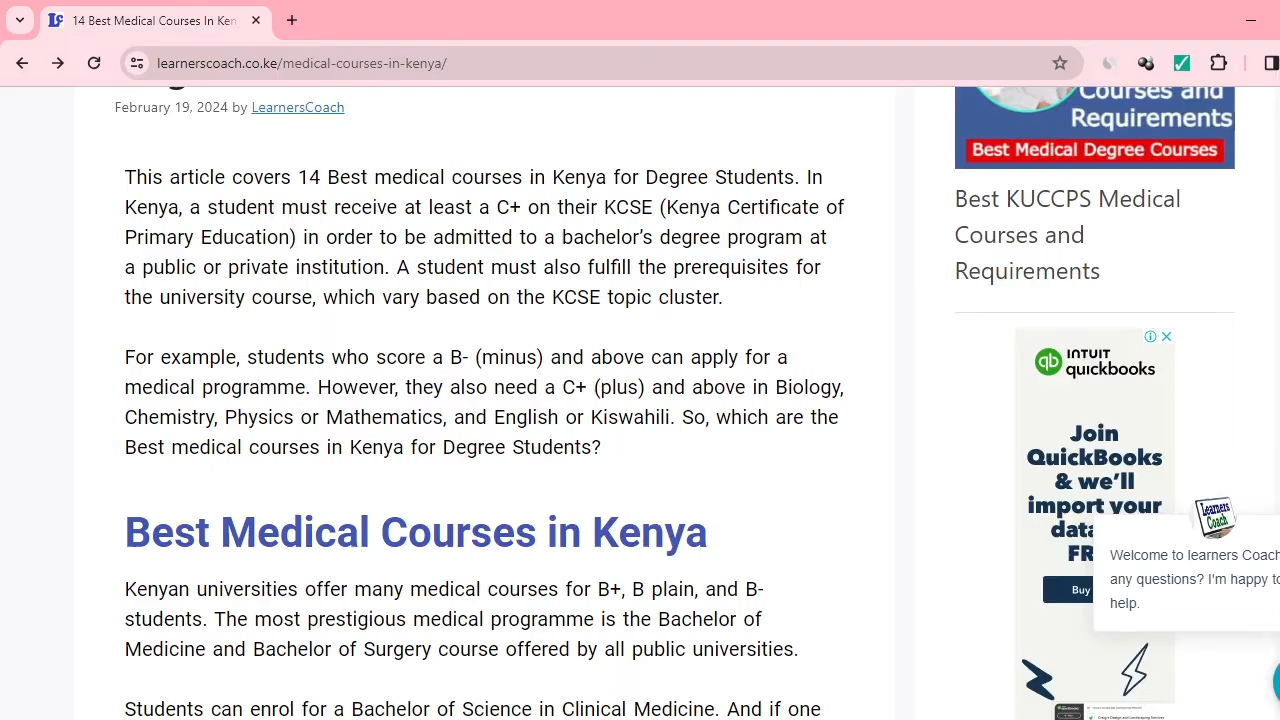 14 Best Medical Courses In Ken
learnerscoach.co.ke/medical-courses-in-kenya/
February 19, 2024 by LearnersCoach
This article covers 14 Best medical courses in Kenya for Degree Students. In
Kenya, a student must receive at least a C+ on their KCSE (Kenya Certificate of
Primary Education) in order to be admitted to a bachelor’s degree program at
a public or private institution. A student must also fulfill the prerequisites for
the university course, which vary based on the KCSE topic cluster.
For example, students who score a B- (minus) and above can apply for a
medical programme. However, they also need a C+ (plus) and above in Biology,
Chemistry, Physics or Mathematics, and English or Kiswahili. So, which are the
Best medical courses in Kenya for Degree Students?
Best Medical Courses in Kenya
Kenyan universities offer many medical courses for B+, B plain, and B-
students. The most prestigious medical programme is the Bachelor of
Medicine and Bachelor of Surgery course offered by all public universities.
Students can enrol for a Bachelor of Science in Clinical Medicine. And if one
Courses and
Requirements
Best Medical Degree Courses
Best KUCCPS Medical
Courses and
Requirements
INTUIT
quickbooks
Join
QuickBooks
& we’ll
import your
data
FR
Buy
Learners
Coach
Welcome to learners Coach
any questions? I'm happy to
help.